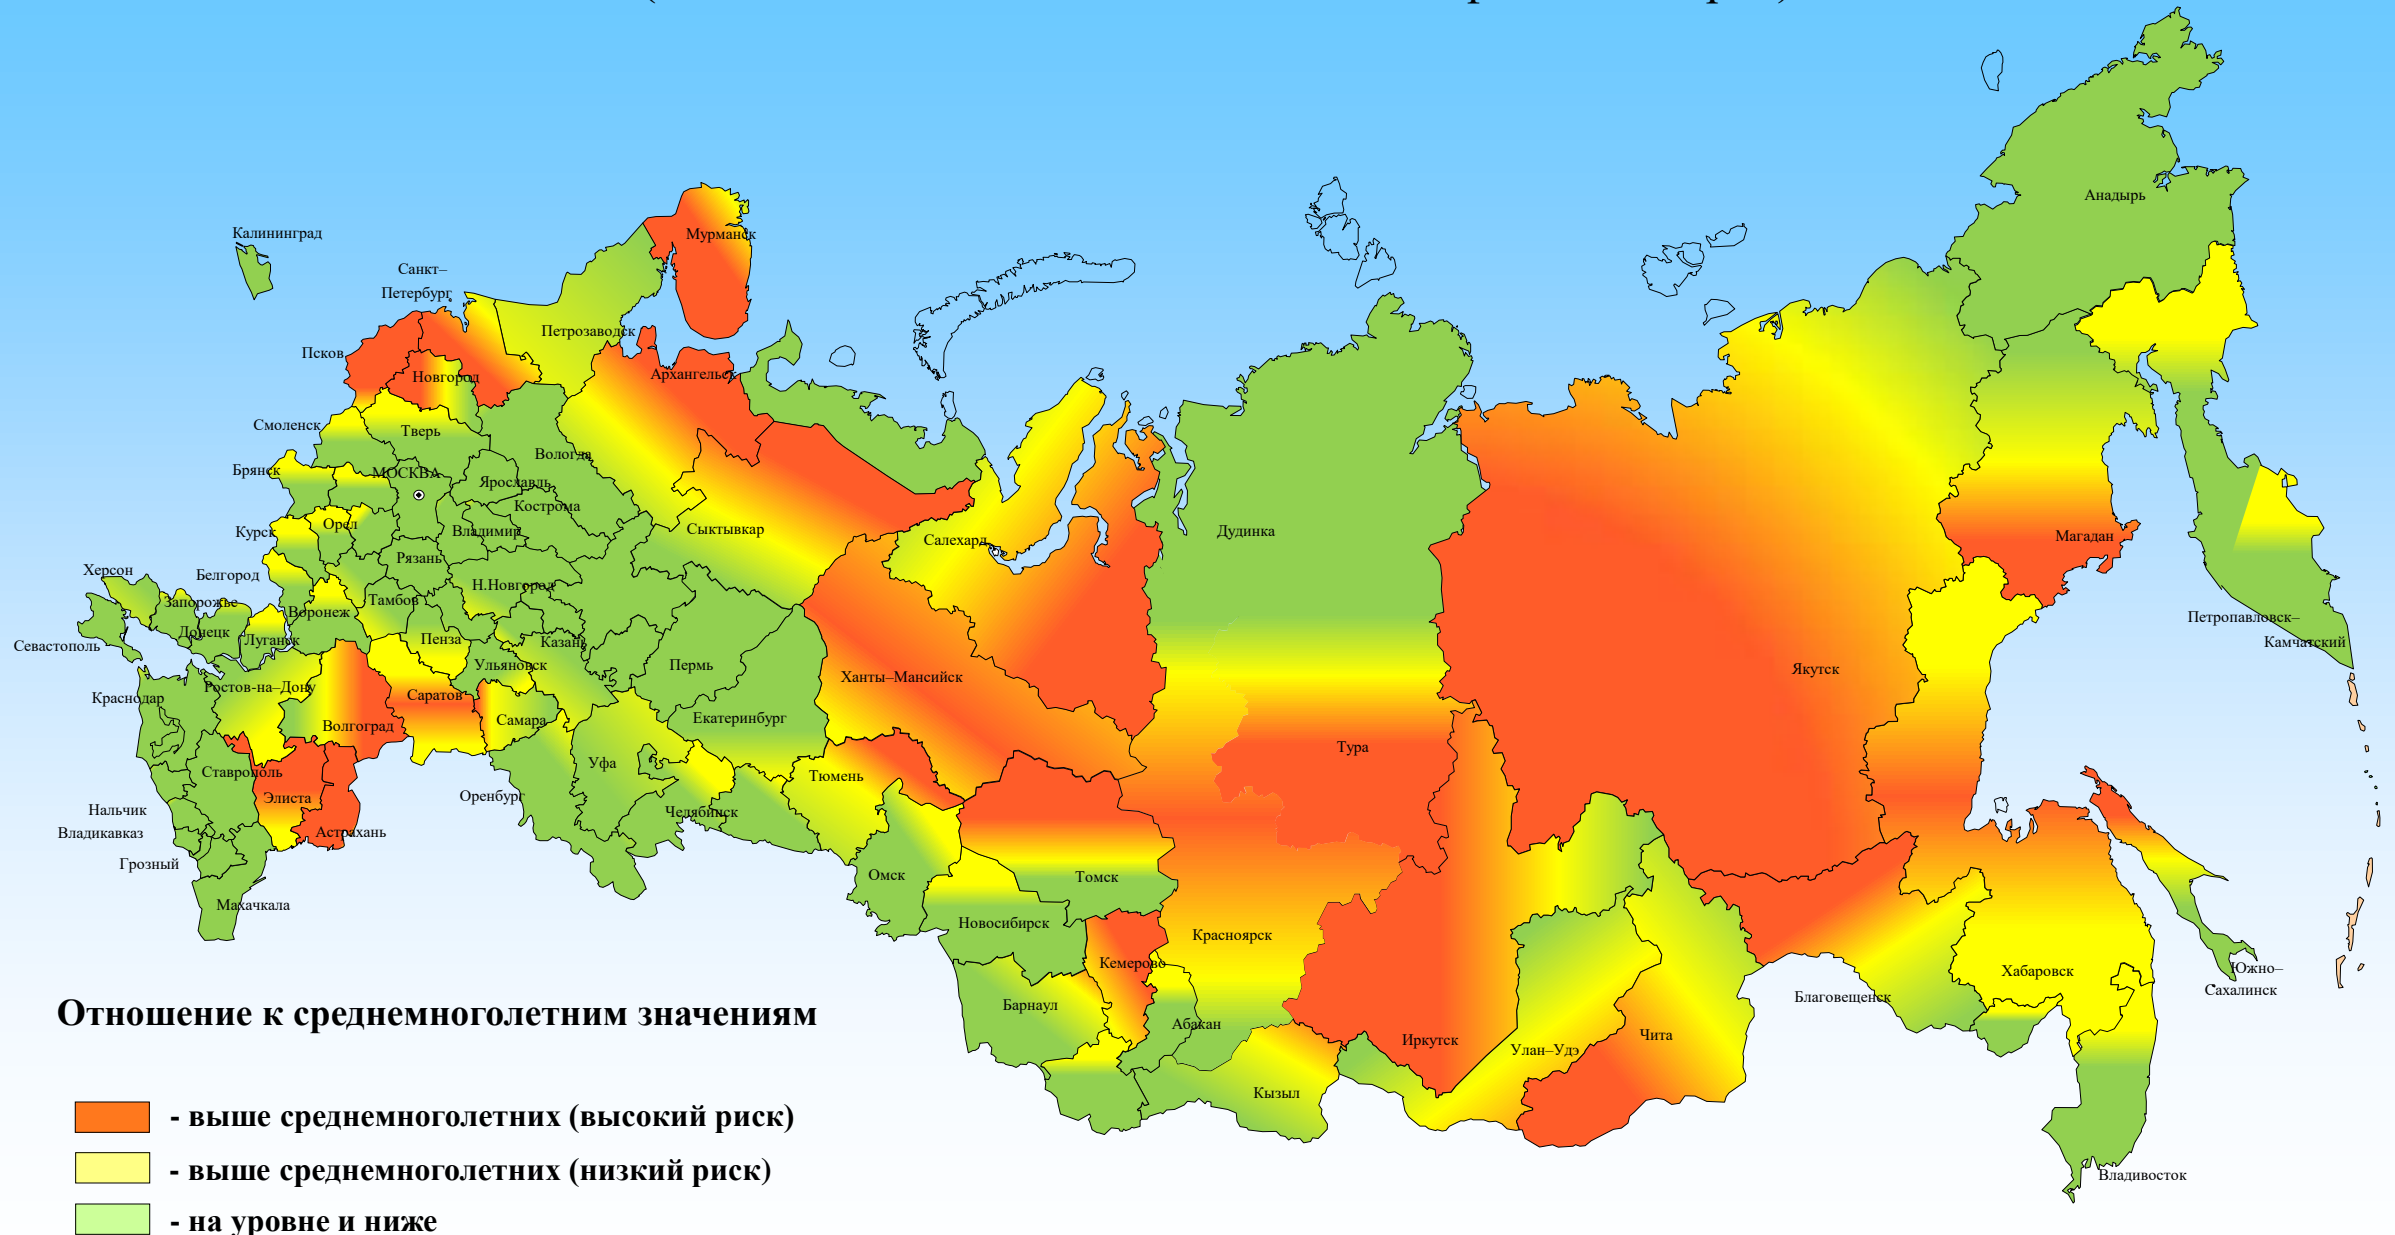 Анадырь
Калининград
Мурманск
Санкт–
Петербург
Петрозаводск
Псков
Новгород
Архангельск
Смоленск
Тверь
Вологда
Брянск
МОСКВА
Ярославль
Кострома
Орел
Курск
Владимир
Сыктывкар
Салехард
Дудинка
Магадан
Рязань
Херсон
Белгород
Н.Новгород
Запорожье
Воронеж
Тамбов
Петропавловск–
Камчатский
Донецк
Луганск
Пенза
Казань
Севастополь
Ульяновск
Пермь
Ханты–Мансийск
Якутск
Ростов-на–Дону
Краснодар
Саратов
Волгоград
Самара
Екатеринбург
Тура
Ставрополь
Уфа
Тюмень
Элиста
Оренбург
Нальчик
Челябинск
Владикавказ
Астрахань
Грозный
Омск
Томск
Махачкала
Новосибирск
Красноярск
Кемерово
Хабаровск
Южно–
Сахалинск
Барнаул
Благовещенск
Абакан
Иркутск
Улан–Удэ
Чита
Кызыл
Владивосток
Отношение к среднемноголетним значениям
- выше среднемноголетних (высокий риск)
- выше среднемноголетних (низкий риск)
- на уровне и ниже